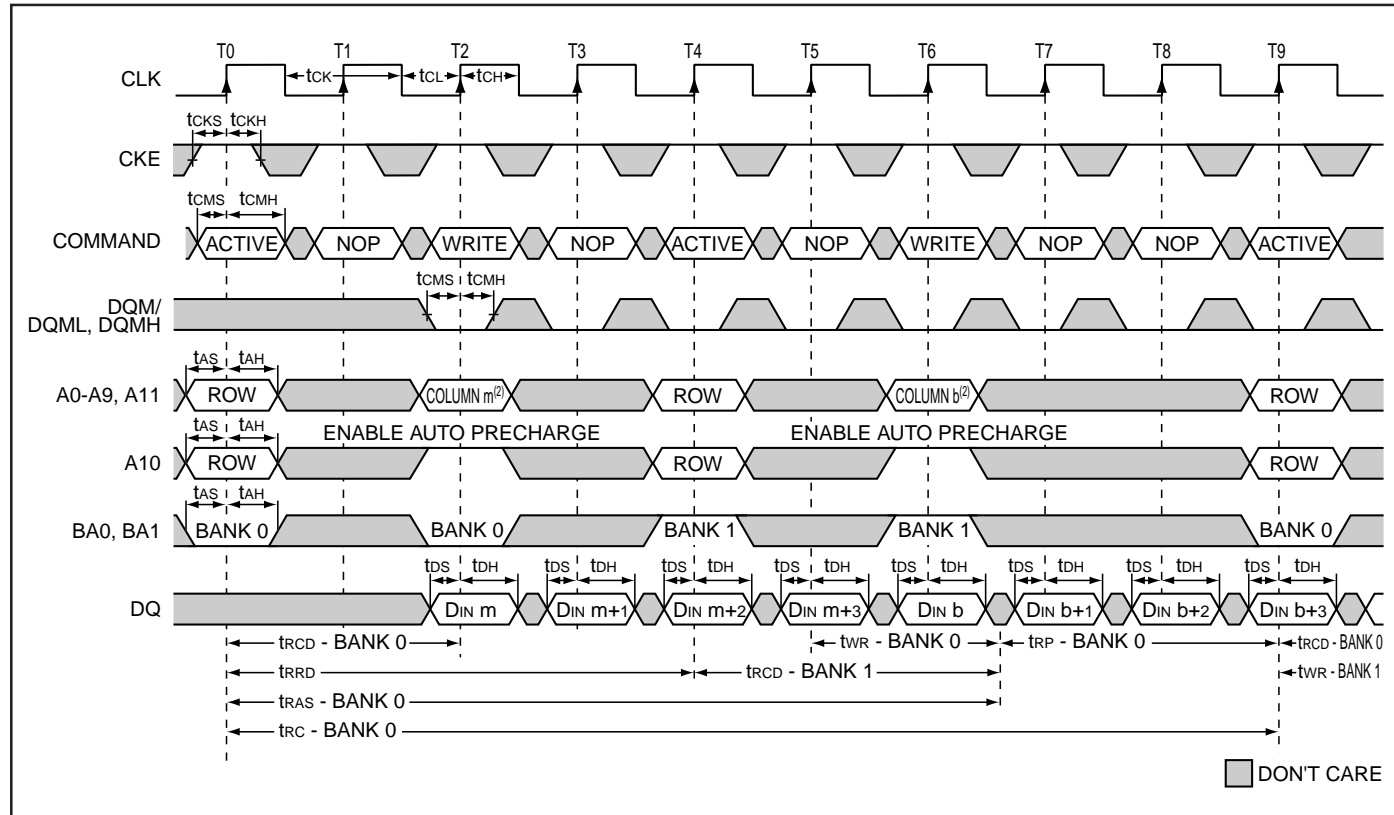 T0 T1 T2 T3 T4 T5 T6 T7 T8 T9
CLK
tCK tCL tCH
tCKS tCKH
CKE
tCMS tCMH
COMMAND ACTIVE NOP WRITE NOP ACTIVE NOP WRITE NOP NOP ACTIVE
tCMS tCMH
DQM/
DQML, DQMH
tAS tAH
A0-A9, A11 ROW COLUMN m(2) ROW COLUMN b(2) ROW
tAS tAH ENABLE AUTO PRECHARGE ENABLE AUTO PRECHARGE
A10 ROW ROW ROW
tAS tAH
BA0, BA1 BANK 0 BANK 0 BANK 1 BANK 1 BANK 0
tDS tDH tDS tDH tDS tDH tDS tDH tDS tDH tDS tDH tDS tDH tDS tDH
DQ DIN m DIN m+1 DIN m+2 DIN m+3 DIN b DIN b+1 DIN b+2 DIN b+3
tRCD - BANK 0 tWR - BANK 0 tRP - BANK 0 tRCD - BANK 0
tRRD tRCD - BANK 1 tWR - BANK 1
tRAS - BANK 0
tRC - BANK 0
DON'T CARE